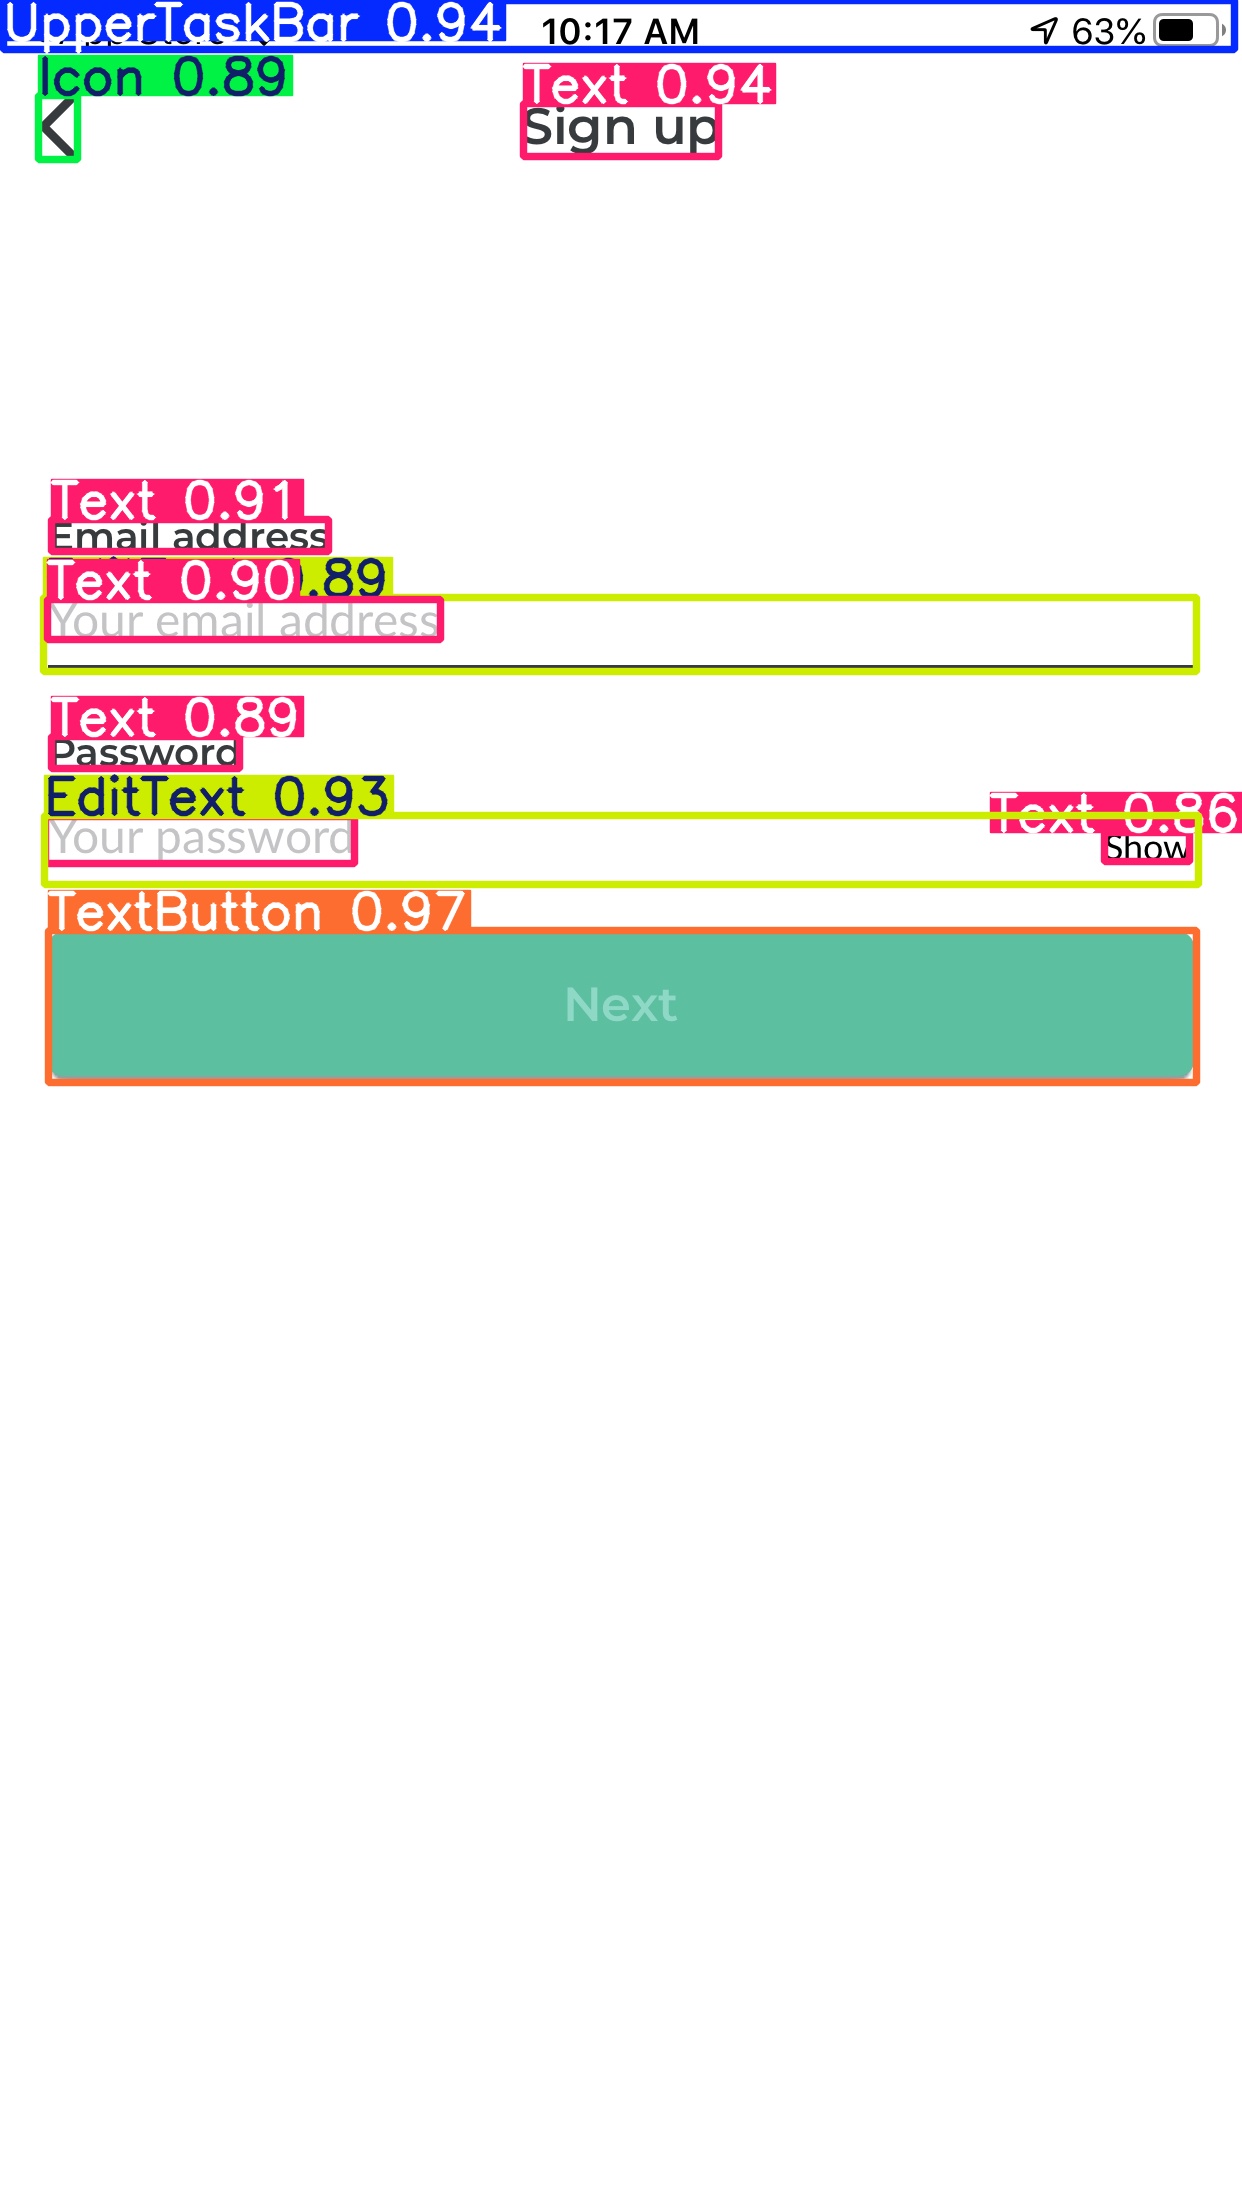 UpperTaskBar 0.94 10:17 AM 63%
Icon 0.89
Text 0.94
Sign up
Text 0.91
Email address
Text 0.90 .89
Your email address
Text 0.89
Password
EditText 0.93
Text 0.86
Your password
Show
TextButton 0.97
Next